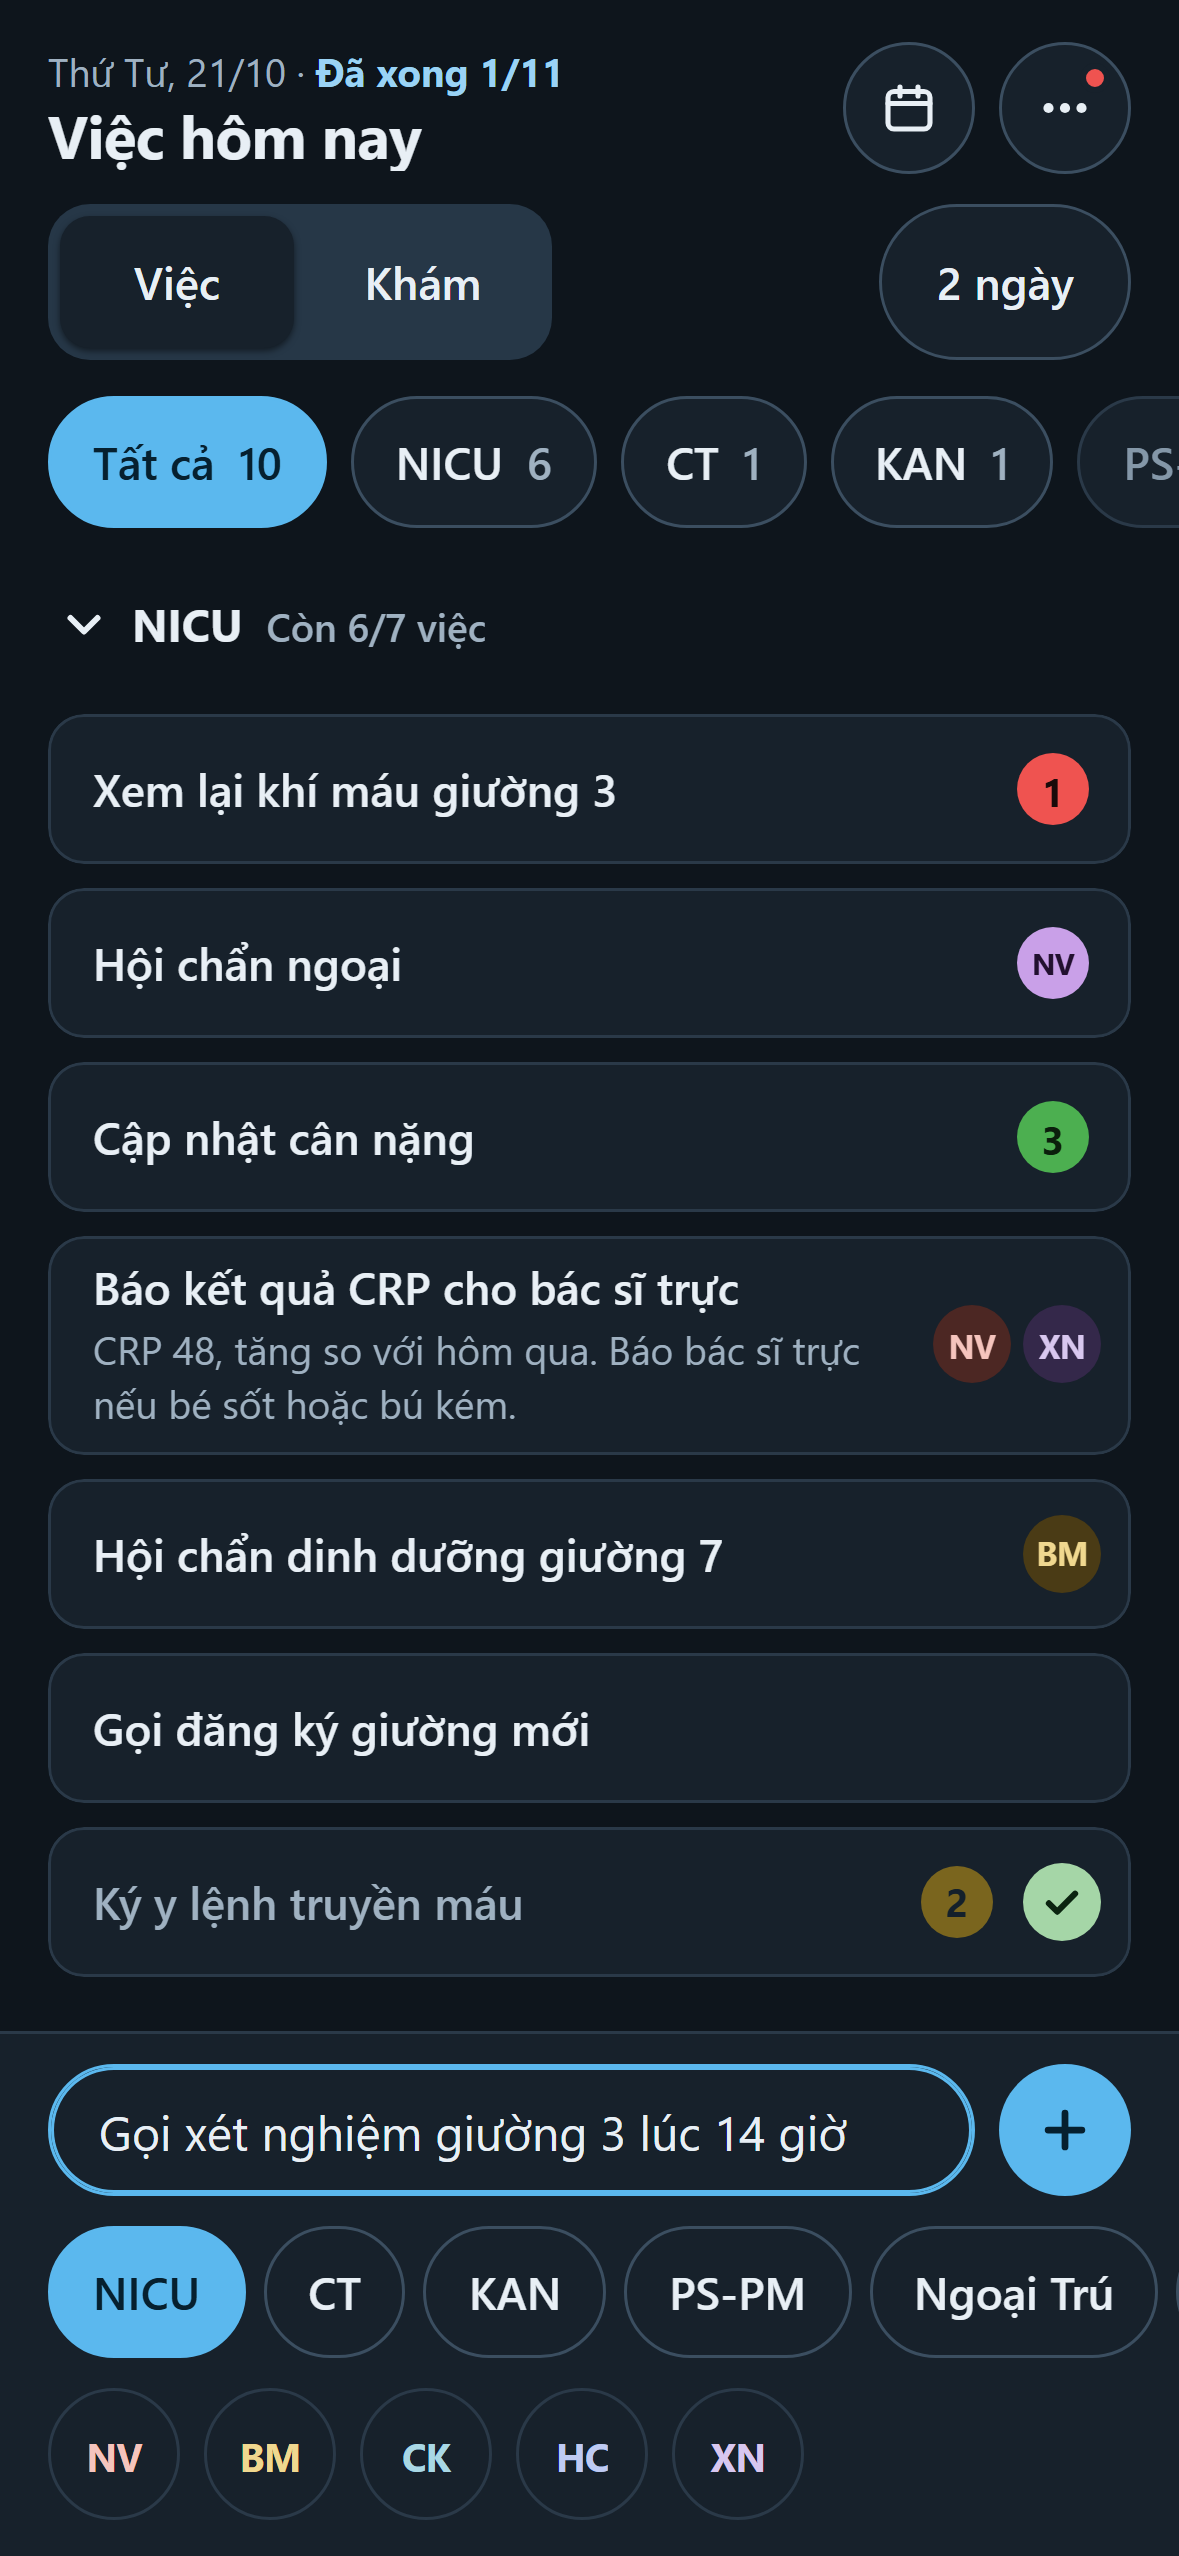 Thứ Tư, 21/10 · Đã xong 1/11
Việc hôm nay
Việc
Khám
2 ngày
Tất cả 10
NICU 6
CT 1
KAN 1
PS-
NICU Còn 6/7 việc
Xem lại khí máu giường 3
1
Hội chẩn ngoại
NV
Cập nhật cân nặng
3
Báo kết quả CRP cho bác sĩ trực
CRP 48, tăng so với hôm qua. Báo bác sĩ trực
nếu bé sốt hoặc bú kém.
NV
XN
Hội chẩn dinh dưỡng giường 7
BM
Gọi đăng ký giường mới
Ký y lệnh truyền máu
2
Gọi xét nghiệm giường 3 lúc 14 giờ
NICU
CT
KAN
PS-PM
Ngoại Trú
NV
BM
CK
HC
XN